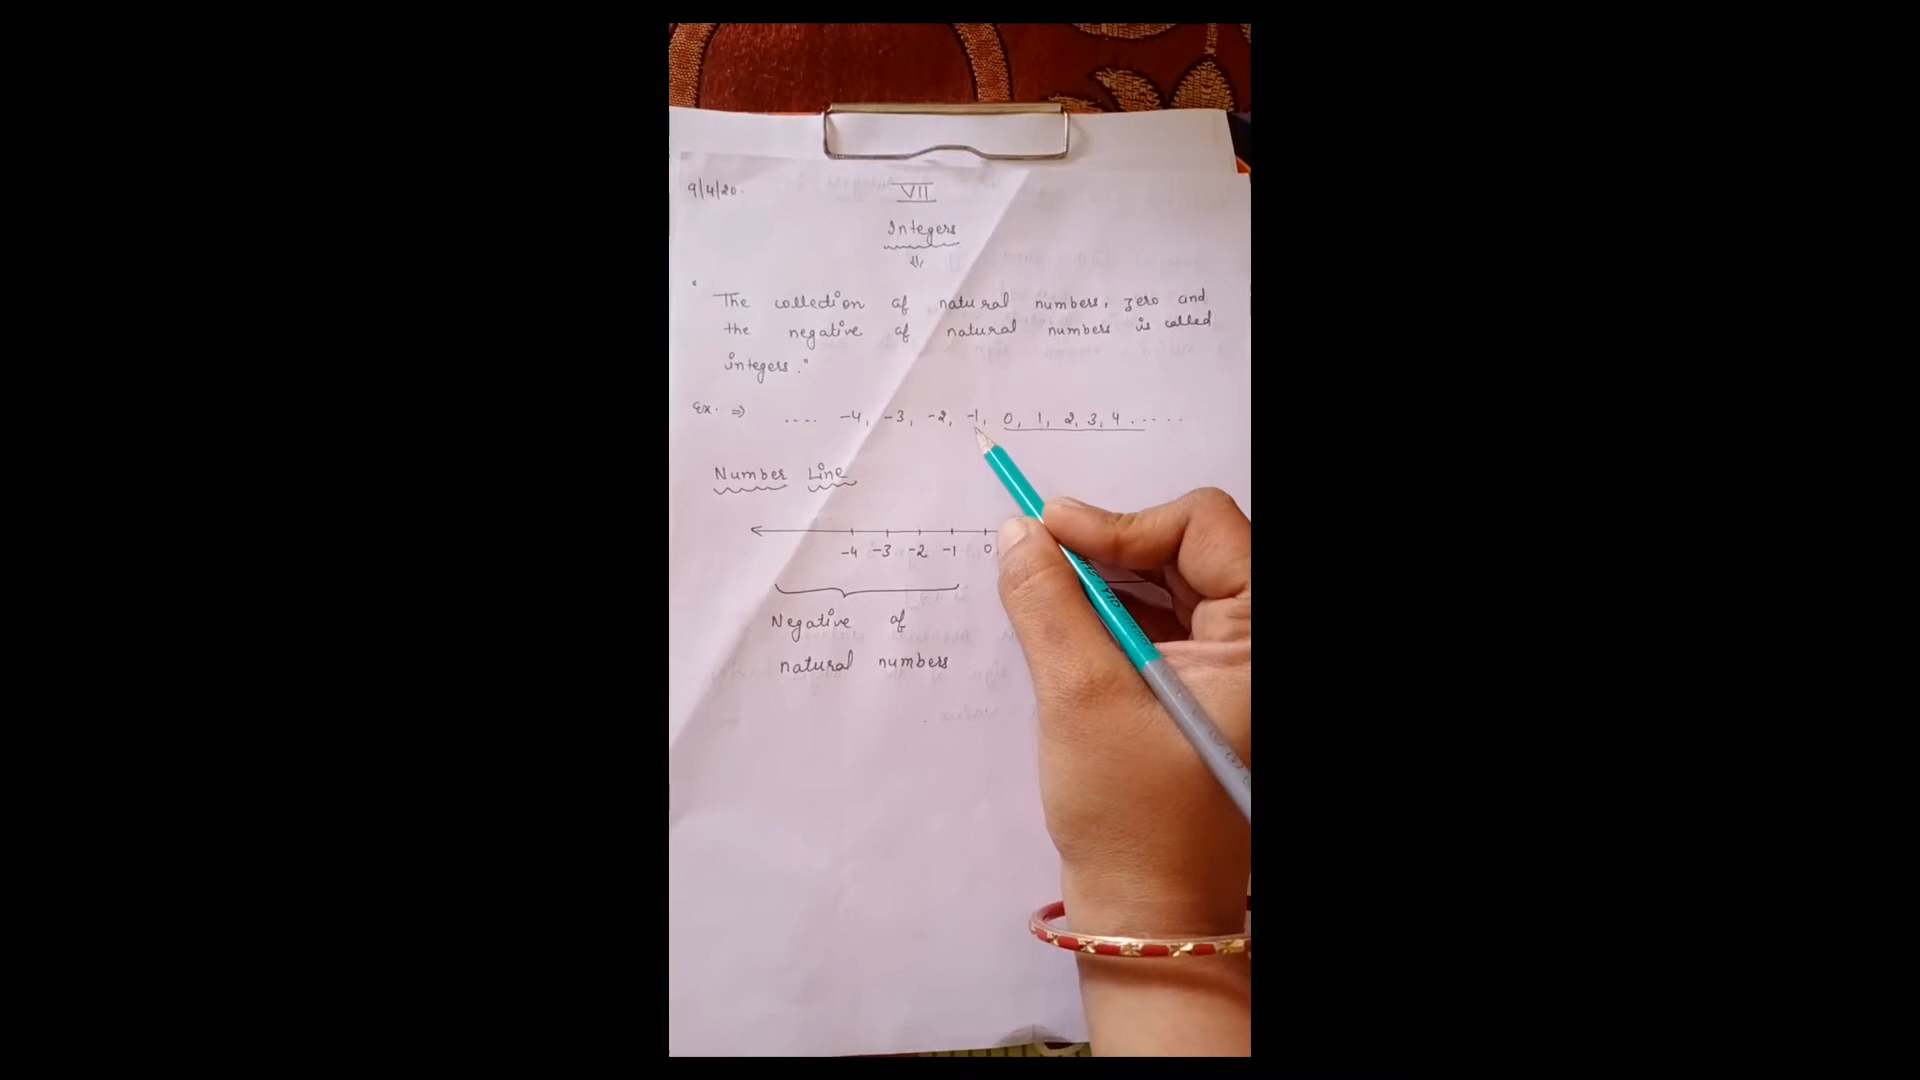 9/4/20.
VII
Integers
"The collection of natural numbers, zero and
the negative of natural numbers is called
integers."
Ex. ⇒ .... -4, -3, -2, -1, 0, 1, 2, 3, 4 ......
Number Line
-4 -3 -2 -1 0
Negative of
natural numbers